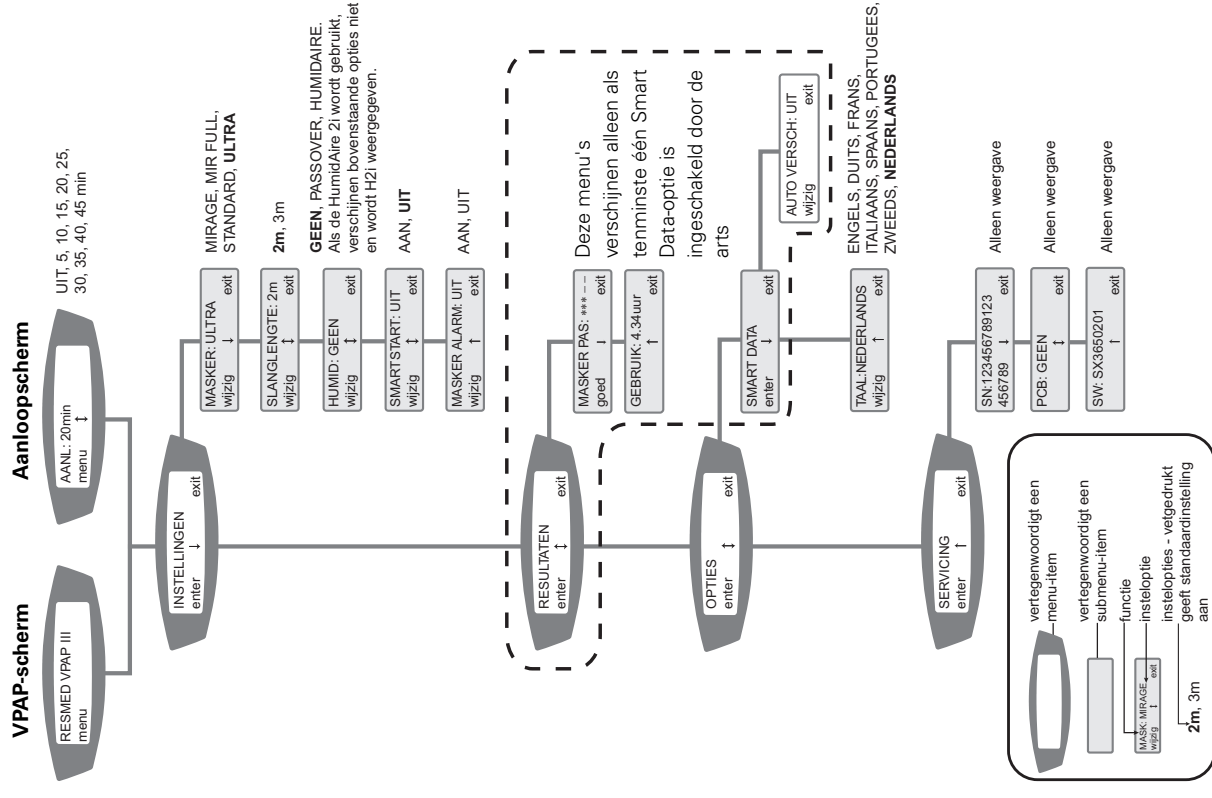 VPAP-scherm
Aanloopscherm
RESMED VPAP III
menu
AANL: 20min
menu ↕
UIT, 5, 10, 15, 20, 25,
30, 35, 40, 45 min
INSTELLINGEN
enter ↓ exit
MASKER: ULTRA
wijzig ↓ exit
MIRAGE, MIR FULL,
STANDARD, ULTRA
SLANGLENGTE: 2m
wijzig ↕ exit
2m, 3m
HUMID: GEEN
wijzig ↕ exit
GEEN, PASSOVER, HUMIDAIRE.
Als de HumidAire 2i wordt gebruikt,
verschijnen bovenstaande opties niet
en wordt H2i weergegeven.
SMARTSTART: UIT
wijzig ↕ exit
AAN, UIT
MASKER ALARM: UIT
wijzig ↑ exit
AAN, UIT
RESULTATEN
enter ↕ exit
MASKER PAS: *** – –
goed ↓ exit
GEBRUIK: 4.34uur
↑ exit
Deze menu's
verschijnen alleen als
tenminste één Smart
Data-optie is
ingeschakeld door de
arts
OPTIES
enter ↕ exit
SMART DATA
enter ↓ exit
AUTO VERSCH: UIT
wijzig exit
TAAL:NEDERLANDS
wijzig ↑ exit
ENGELS, DUITS, FRANS,
ITALIAANS, SPAANS, PORTUGEES,
ZWEEDS, NEDERLANDS
SERVICING
enter ↑ exit
SN:123456789123
456789 ↓ exit
Alleen weergave
PCB: GEEN
↕ exit
Alleen weergave
SW: SX3650201
↑ exit
Alleen weergave
vertegenwoordigt een
menu-item
vertegenwoordigt een
submenu-item
functie
insteloptie
MASK: MIRAGE
wijzig ↕ exit
instelopties - vetgedrukt
geeft standaardinstelling
aan
2m, 3m